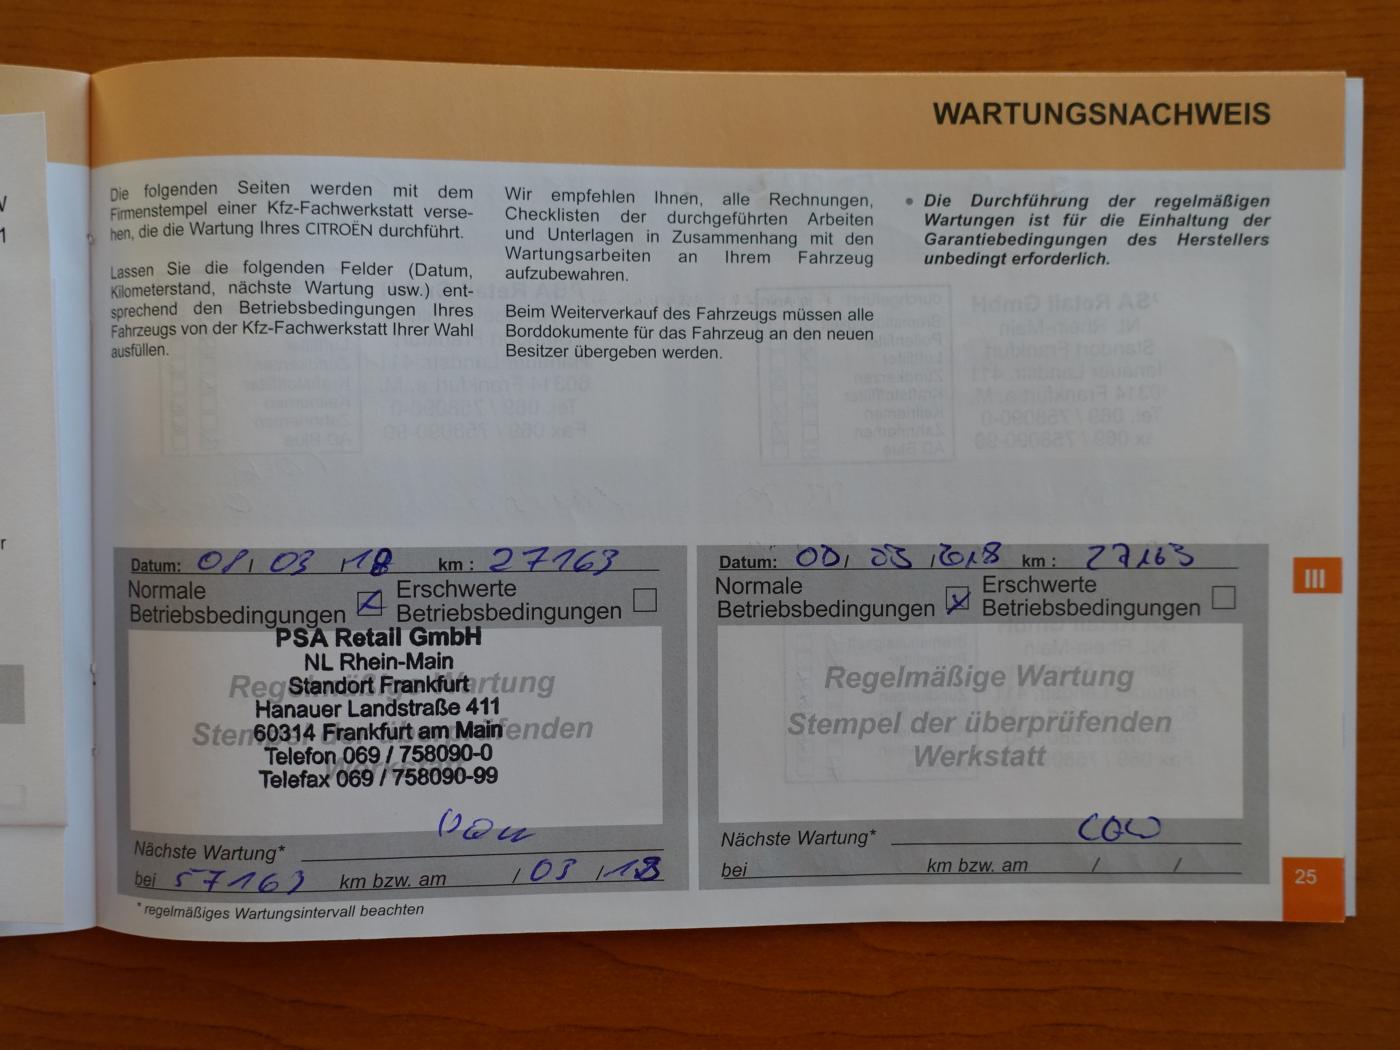 WARTUNGSNACHWEIS
Die folgenden Seiten werden mit dem
Firmenstempel einer Kfz-Fachwerkstatt verse-
hen, die die Wartung Ihres CITROËN durchführt.
Lassen Sie die folgenden Felder (Datum,
Kilometerstand, nächste Wartung usw.) ent-
sprechend den Betriebsbedingungen Ihres
Fahrzeugs von der Kfz-Fachwerkstatt Ihrer Wahl
ausfüllen.
Wir empfehlen Ihnen, alle Rechnungen,
Checklisten der durchgeführten Arbeiten
und Unterlagen in Zusammenhang mit den
Wartungsarbeiten an Ihrem Fahrzeug
aufzubewahren.
Beim Weiterverkauf des Fahrzeugs müssen alle
Borddokumente für das Fahrzeug an den neuen
Besitzer übergeben werden.
• Die Durchführung der regelmäßigen
Wartungen ist für die Einhaltung der
Garantiebedingungen des Herstellers
unbedingt erforderlich.
Datum: / 03 / 18 km : 27163
Normale
Betriebsbedingungen
Erschwerte
Betriebsbedingungen
PSA Retail GmbH
NL Rhein-Main
Standort Frankfurt
Hanauer Landstraße 411
60314 Frankfurt am Main
Telefon 069 / 758090-0
Telefax 069 / 758090-99
Regelmäßige Wartung
Stempel der überprüfenden
Werkstatt
Nächste Wartung*
bei 57163 km bzw. am / 03 /
* regelmäßiges Wartungsintervall beachten
Datum: / / km : 27163
Normale
Betriebsbedingungen
Erschwerte
Betriebsbedingungen
Regelmäßige Wartung
Stempel der überprüfenden
Werkstatt
Nächste Wartung*
bei km bzw. am / /
III
25